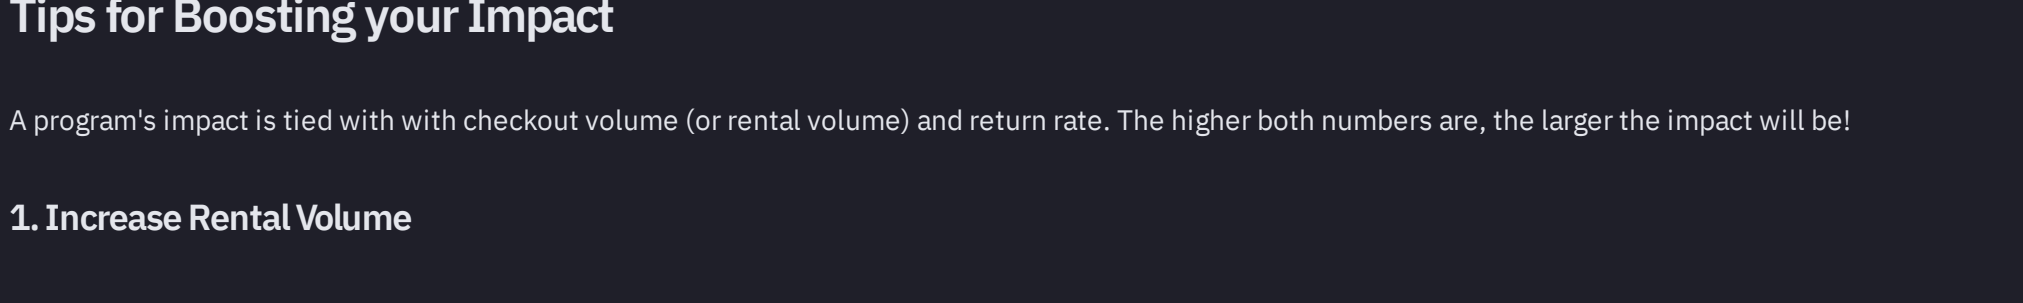 Tips for Boosting your Impact
A program's impact is tied with with checkout volume (or rental volume) and return rate. The higher both numbers are, the larger the impact will be!
1. Increase Rental Volume